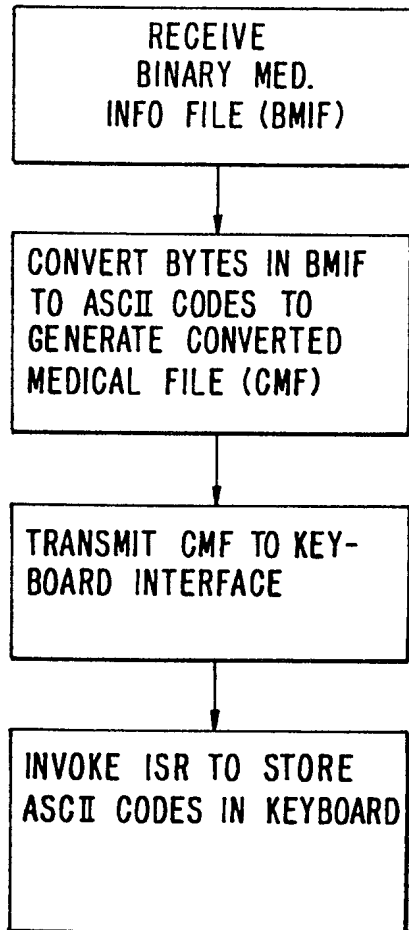 RECEIVE
BINARY MED.
INFO FILE (BMIF)
CONVERT BYTES IN BMIF
TO ASCII CODES TO
GENERATE CONVERTED
MEDICAL FILE (CMF)
TRANSMIT CMF TO KEY-
BOARD INTERFACE
INVOKE ISR TO STORE
ASCII CODES IN KEYBOARD